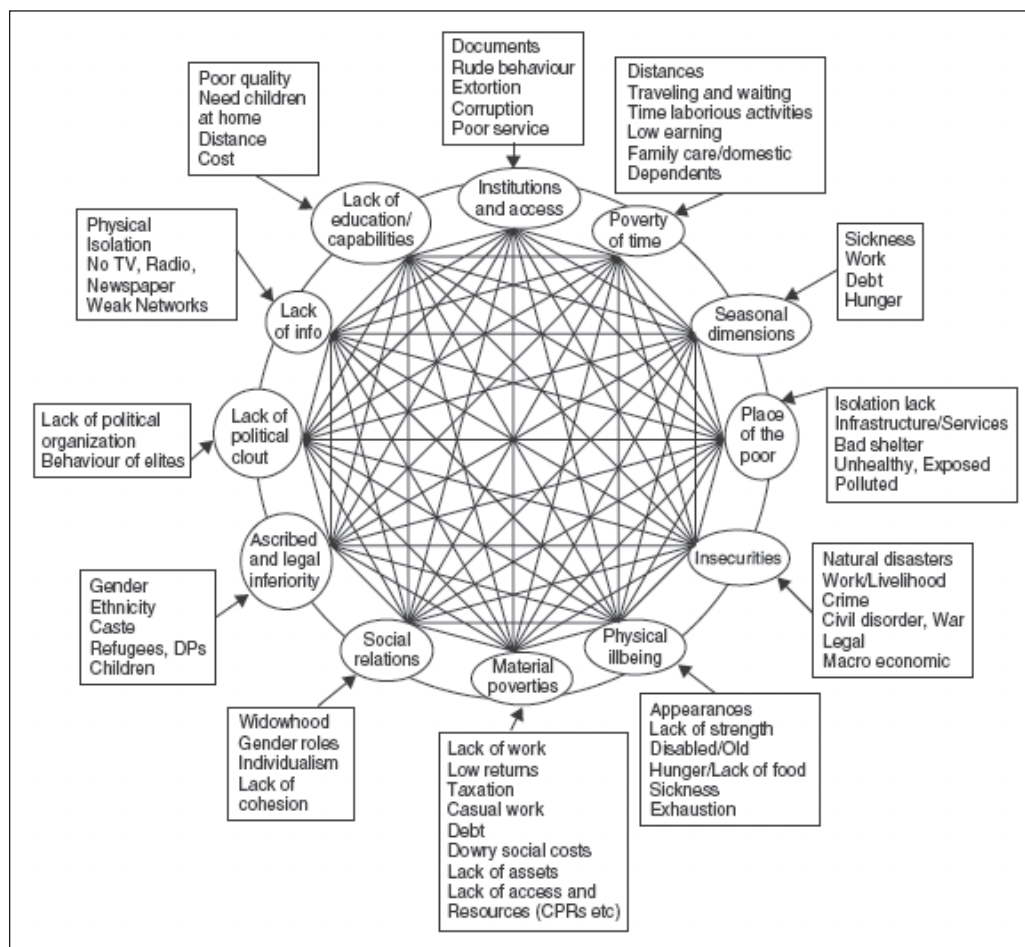 Documents
Rude behaviour
Extortion
Corruption
Poor service
Poor quality
Need children
at home
Distance
Cost
Distances
Traveling and waiting
Time laborious activities
Low earning
Family care/domestic
Dependents
Institutions
and access
Lack of
education/
capabilities
Poverty
of time
Physical
Isolation
No TV, Radio,
Newspaper
Weak Networks
Sickness
Work
Debt
Hunger
Lack
of info
Seasonal
dimensions
Lack of political
organization
Behaviour of elites
Lack of
political
clout
Place
of the
poor
Isolation lack
Infrastructure/Services
Bad shelter
Unhealthy, Exposed
Polluted
Ascribed
and legal
inferiority
Insecurities
Gender
Ethnicity
Caste
Refugees, DPs
Children
Natural disasters
Work/Livelihood
Crime
Civil disorder, War
Legal
Macro economic
Social
relations
Material
poverties
Physical
illbeing
Widowhood
Gender roles
Individualism
Lack of
cohesion
Lack of work
Low returns
Taxation
Casual work
Debt
Dowry social costs
Lack of assets
Lack of access and
Resources (CPRs etc)
Appearances
Lack of strength
Disabled/Old
Hunger/Lack of food
Sickness
Exhaustion